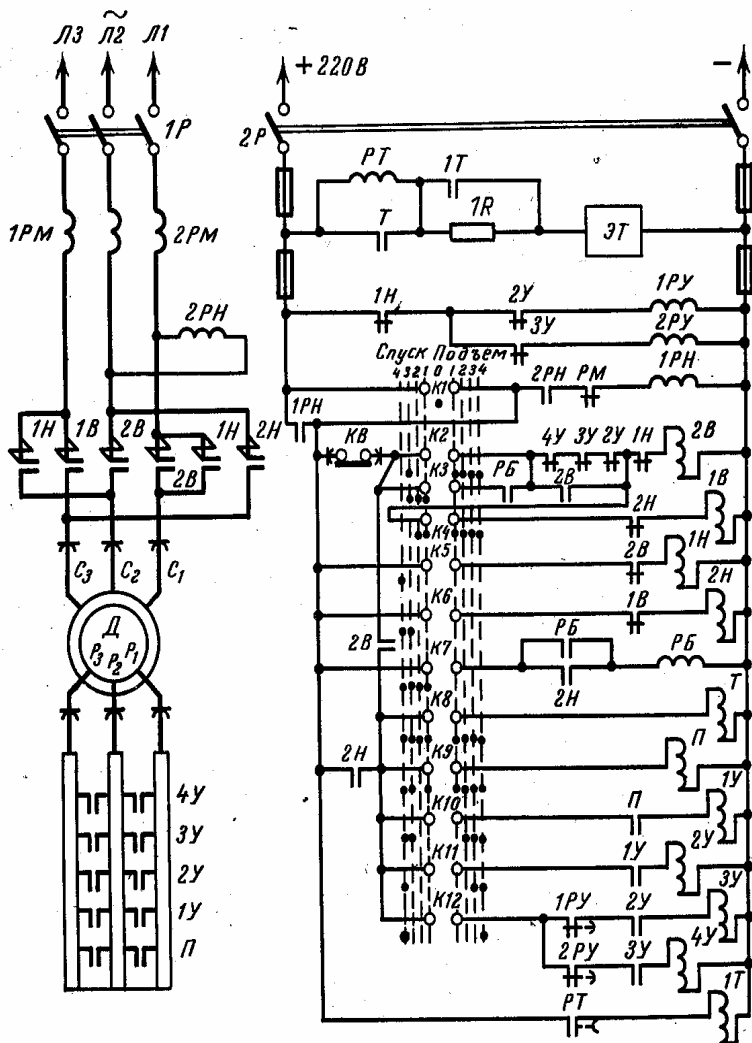 Л3 Л2 Л1
~
+ 220 В
−
1Р
2Р
РТ 1Т
Т 1R ЭТ
1РМ 2РМ
2РН
1Н 2У 1РУ
3У 2РУ
Спуск Подъем
4 3 2 1 0 1 2 3 4
К1 2РН РМ 1РН
1РН
1Н 1В 2В 1Н 2Н
2В
КВ К2 4У 3У 2У 1Н 2В
К3 РБ 2В
К4 2Н 1В
К5 2В 1Н
К6 1В 2Н
С3 С2 С1
Д
Р3 Р2 Р1
2В
К7 РБ РБ
2Н
К8 Т
2Н К9 П
К10 П 1У
К11 1У 2У
К12 1РУ 2У 3У
2РУ 3У 4У
РТ 1Т
4У
3У
2У
1У
П